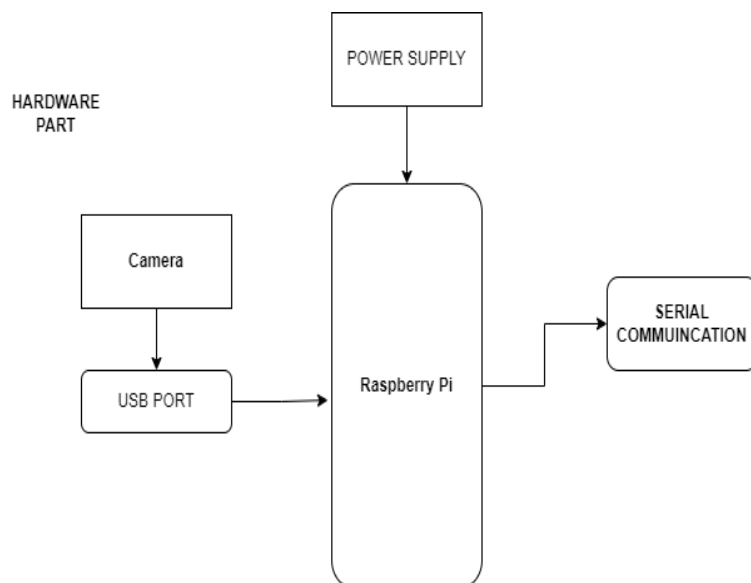 POWER SUPPLY
HARDWARE
PART
Camera
SERIAL
COMMUINCATION
Raspberry Pi
USB PORT